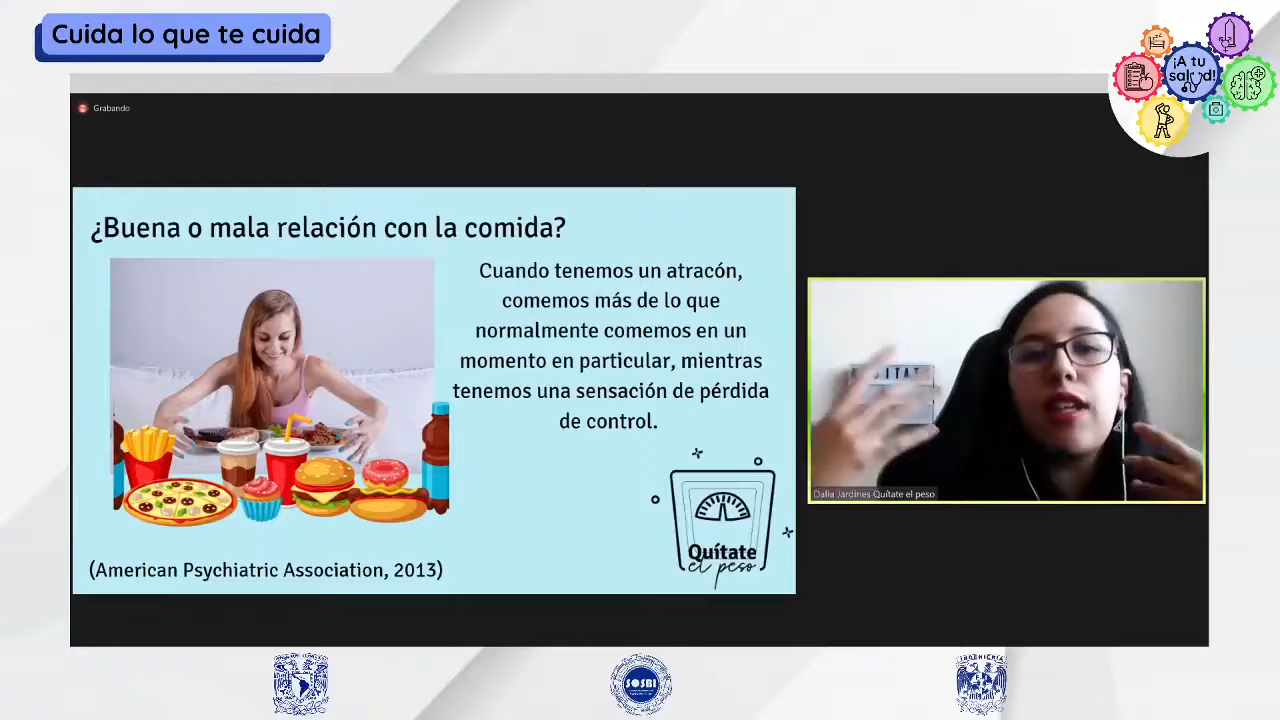 Cuida lo que te cuida
¡A tu
salud!
Grabando
¿Buena o mala relación con la comida?
Cuando tenemos un atracón,
comemos más de lo que
normalmente comemos en un
momento en particular, mientras
tenemos una sensación de pérdida
de control.
Quítate
el peso
(American Psychiatric Association, 2013)
Dalia Jardines Quítate el peso
SOSBI
INGENIERIA